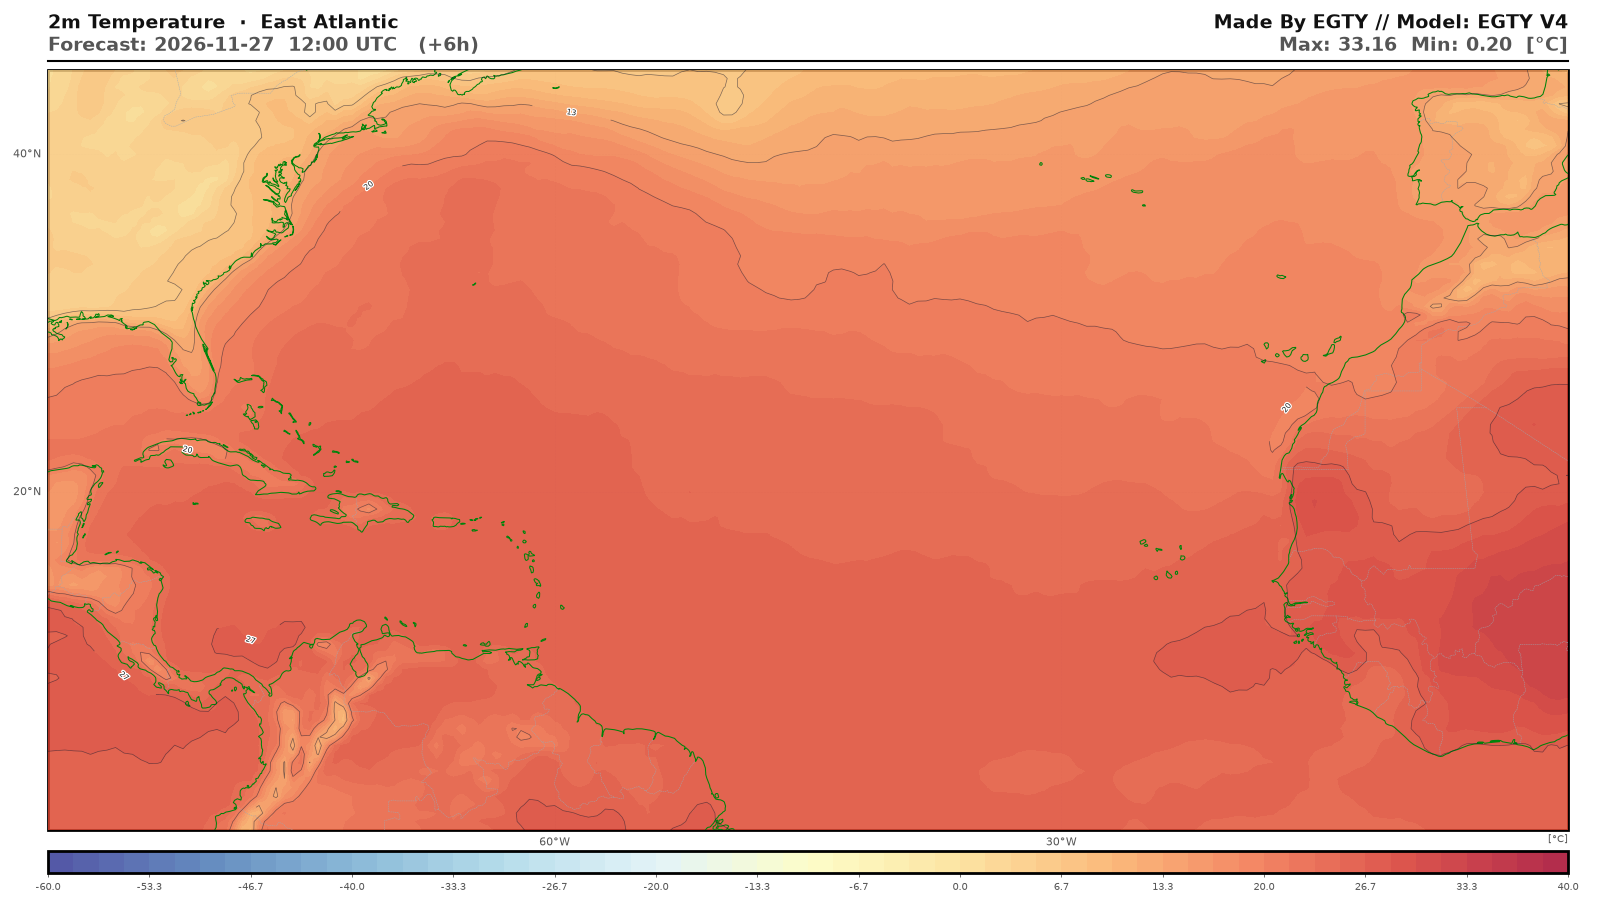 2m Temperature · East Atlantic
Made By EGTY // Model: EGTY V4
Forecast: 2026-11-27 12:00 UTC (+6h)
Max: 33.16 Min: 0.20 [°C]
13
40°N
20
20
20
20°N
27
27
60°W
30°W
[°C]
-60.0 -53.3 -46.7 -40.0 -33.3 -26.7 -20.0 -13.3 -6.7 0.0 6.7 13.3 20.0 26.7 33.3 40.0